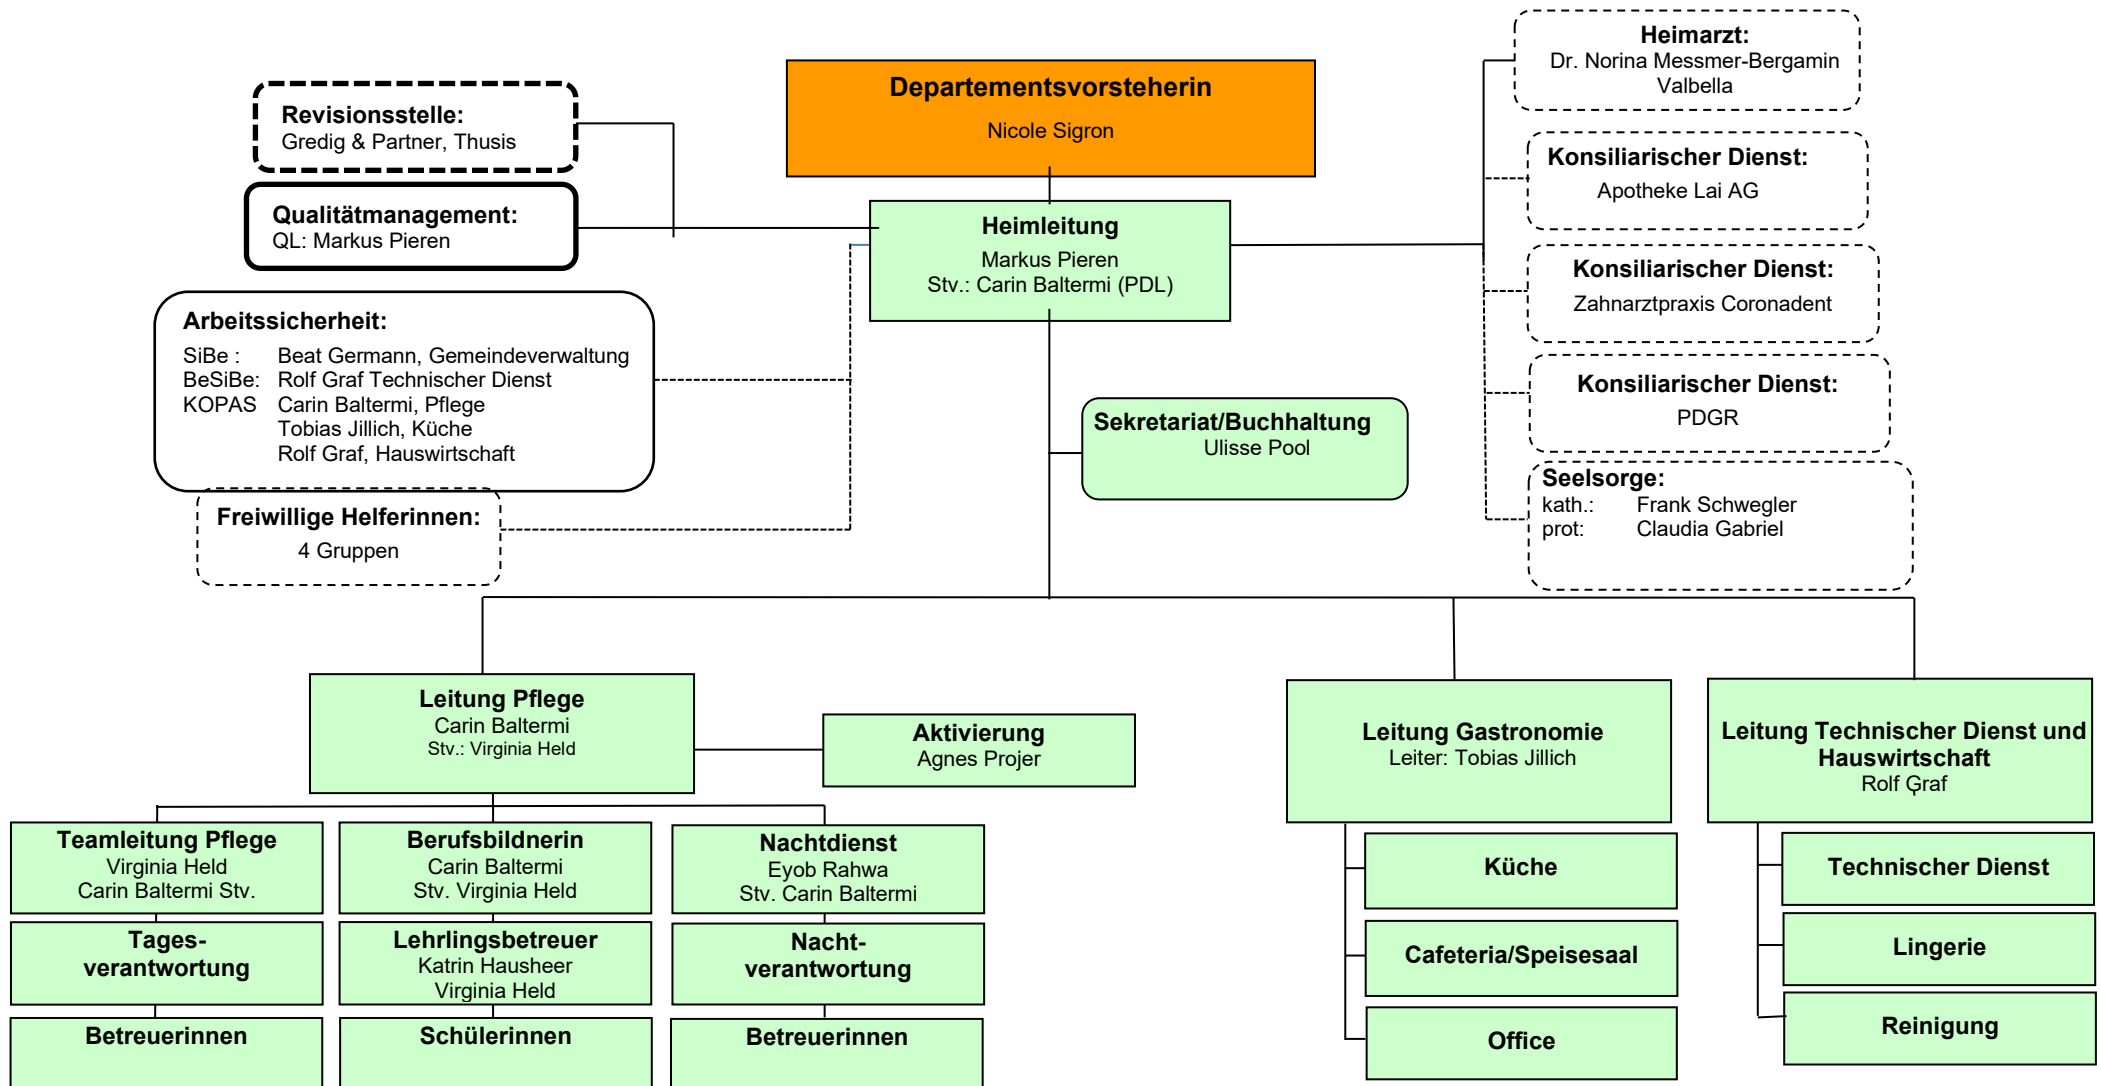 Heimarzt:
Dr. Norina Messmer-Bergamin
Valbella
Departementsvorsteherin
Nicole Sigron
Revisionsstelle:
Gredig & Partner, Thusis
Konsiliarischer Dienst:
Apotheke Lai AG
Qualitätmanagement:
QL: Markus Pieren
Heimleitung
Markus Pieren
Stv.: Carin Baltermi (PDL)
Konsiliarischer Dienst:
Zahnarztpraxis Coronadent
Arbeitssicherheit:
SiBe : Beat Germann, Gemeindeverwaltung
BeSiBe: Rolf Graf Technischer Dienst
KOPAS Carin Baltermi, Pflege
Tobias Jillich, Küche
Rolf Graf, Hauswirtschaft
Konsiliarischer Dienst:
PDGR
Sekretariat/Buchhaltung
Ulisse Pool
Seelsorge:
kath.: Frank Schwegler
prot: Claudia Gabriel
Freiwillige Helferinnen:
4 Gruppen
Leitung Pflege
Carin Baltermi
Stv.: Virginia Held
Aktivierung
Agnes Projer
Leitung Gastronomie
Leiter: Tobias Jillich
Leitung Technischer Dienst und
Hauswirtschaft
Rolf Graf
Teamleitung Pflege
Virginia Held
Carin Baltermi Stv.
Berufsbildnerin
Carin Baltermi
Stv. Virginia Held
Nachtdienst
Eyob Rahwa
Stv. Carin Baltermi
Küche
Technischer Dienst
Tages-
verantwortung
Lehrlingsbetreuer
Katrin Hausheer
Virginia Held
Nacht-
verantwortung
Cafeteria/Speisesaal
Lingerie
Betreuerinnen
Schülerinnen
Betreuerinnen
Office
Reinigung